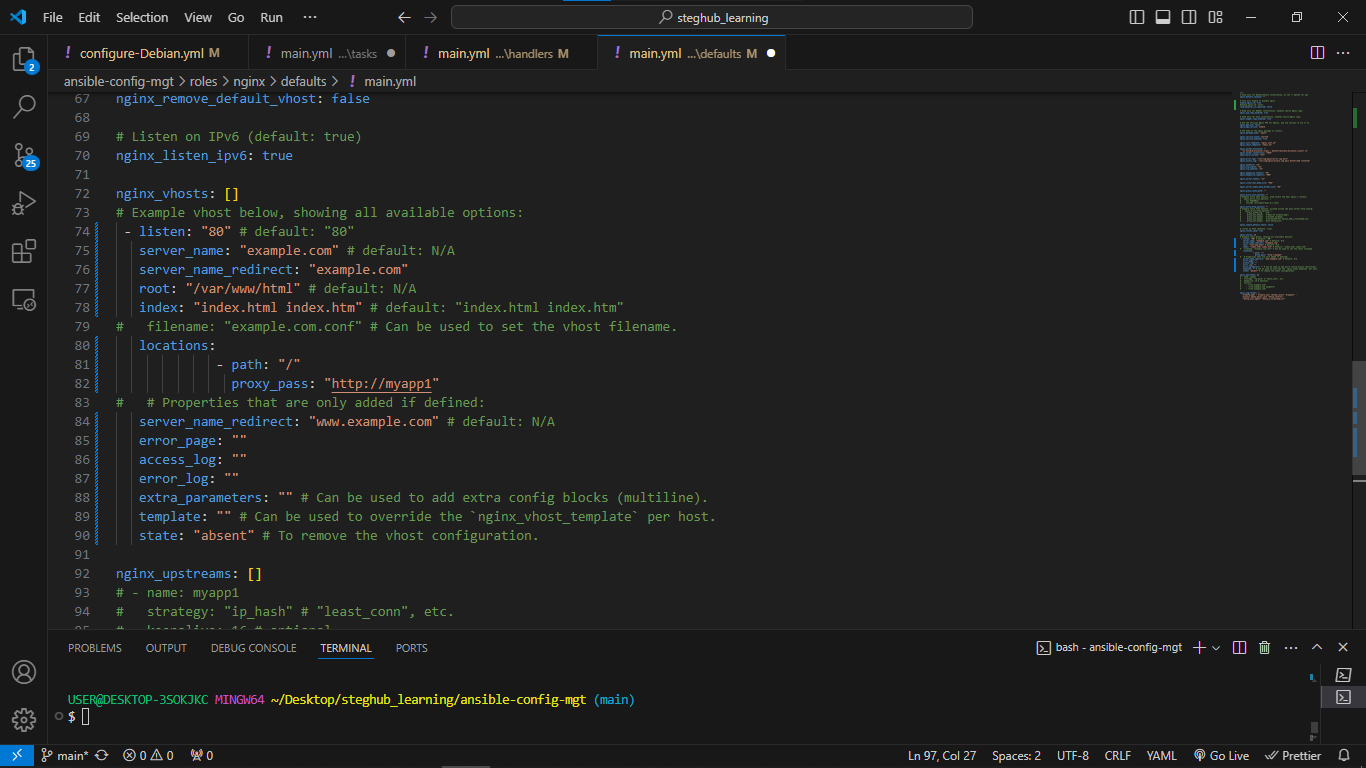 File Edit Selection View Go Run ··· steghub_learning
2 ! configure-Debian.yml M ! main.yml ...\tasks ! main.yml ...\handlers M ! main.yml ...\defaults M
ansible-config-mgt > roles > nginx > defaults > ! main.yml
67 nginx_remove_default_vhost: false
68
69 # Listen on IPv6 (default: true)
70 nginx_listen_ipv6: true
71
72 nginx_vhosts: []
73 # Example vhost below, showing all available options:
74 - listen: "80" # default: "80"
75 server_name: "example.com" # default: N/A
76 server_name_redirect: "example.com"
77 root: "/var/www/html" # default: N/A
78 index: "index.html index.htm" # default: "index.html index.htm"
79 # filename: "example.com.conf" # Can be used to set the vhost filename.
80 locations:
81 - path: "/"
82 proxy_pass: "http://myapp1"
83 # # Properties that are only added if defined:
84 server_name_redirect: "www.example.com" # default: N/A
85 error_page: ""
86 access_log: ""
87 error_log: ""
88 extra_parameters: "" # Can be used to add extra config blocks (multiline).
89 template: "" # Can be used to override the `nginx_vhost_template` per host.
90 state: "absent" # To remove the vhost configuration.
91
92 nginx_upstreams: []
93 # - name: myapp1
94 # strategy: "ip_hash" # "least_conn", etc.
95 # keepalive: 16 # optional
25
PROBLEMS OUTPUT DEBUG CONSOLE TERMINAL PORTS bash - ansible-config-mgt
USER@DESKTOP-3SOKJKC MINGW64 ~/Desktop/steghub_learning/ansible-config-mgt (main)
$
main* 0 0 0 Ln 97, Col 27 Spaces: 2 UTF-8 CRLF YAML Go Live Prettier